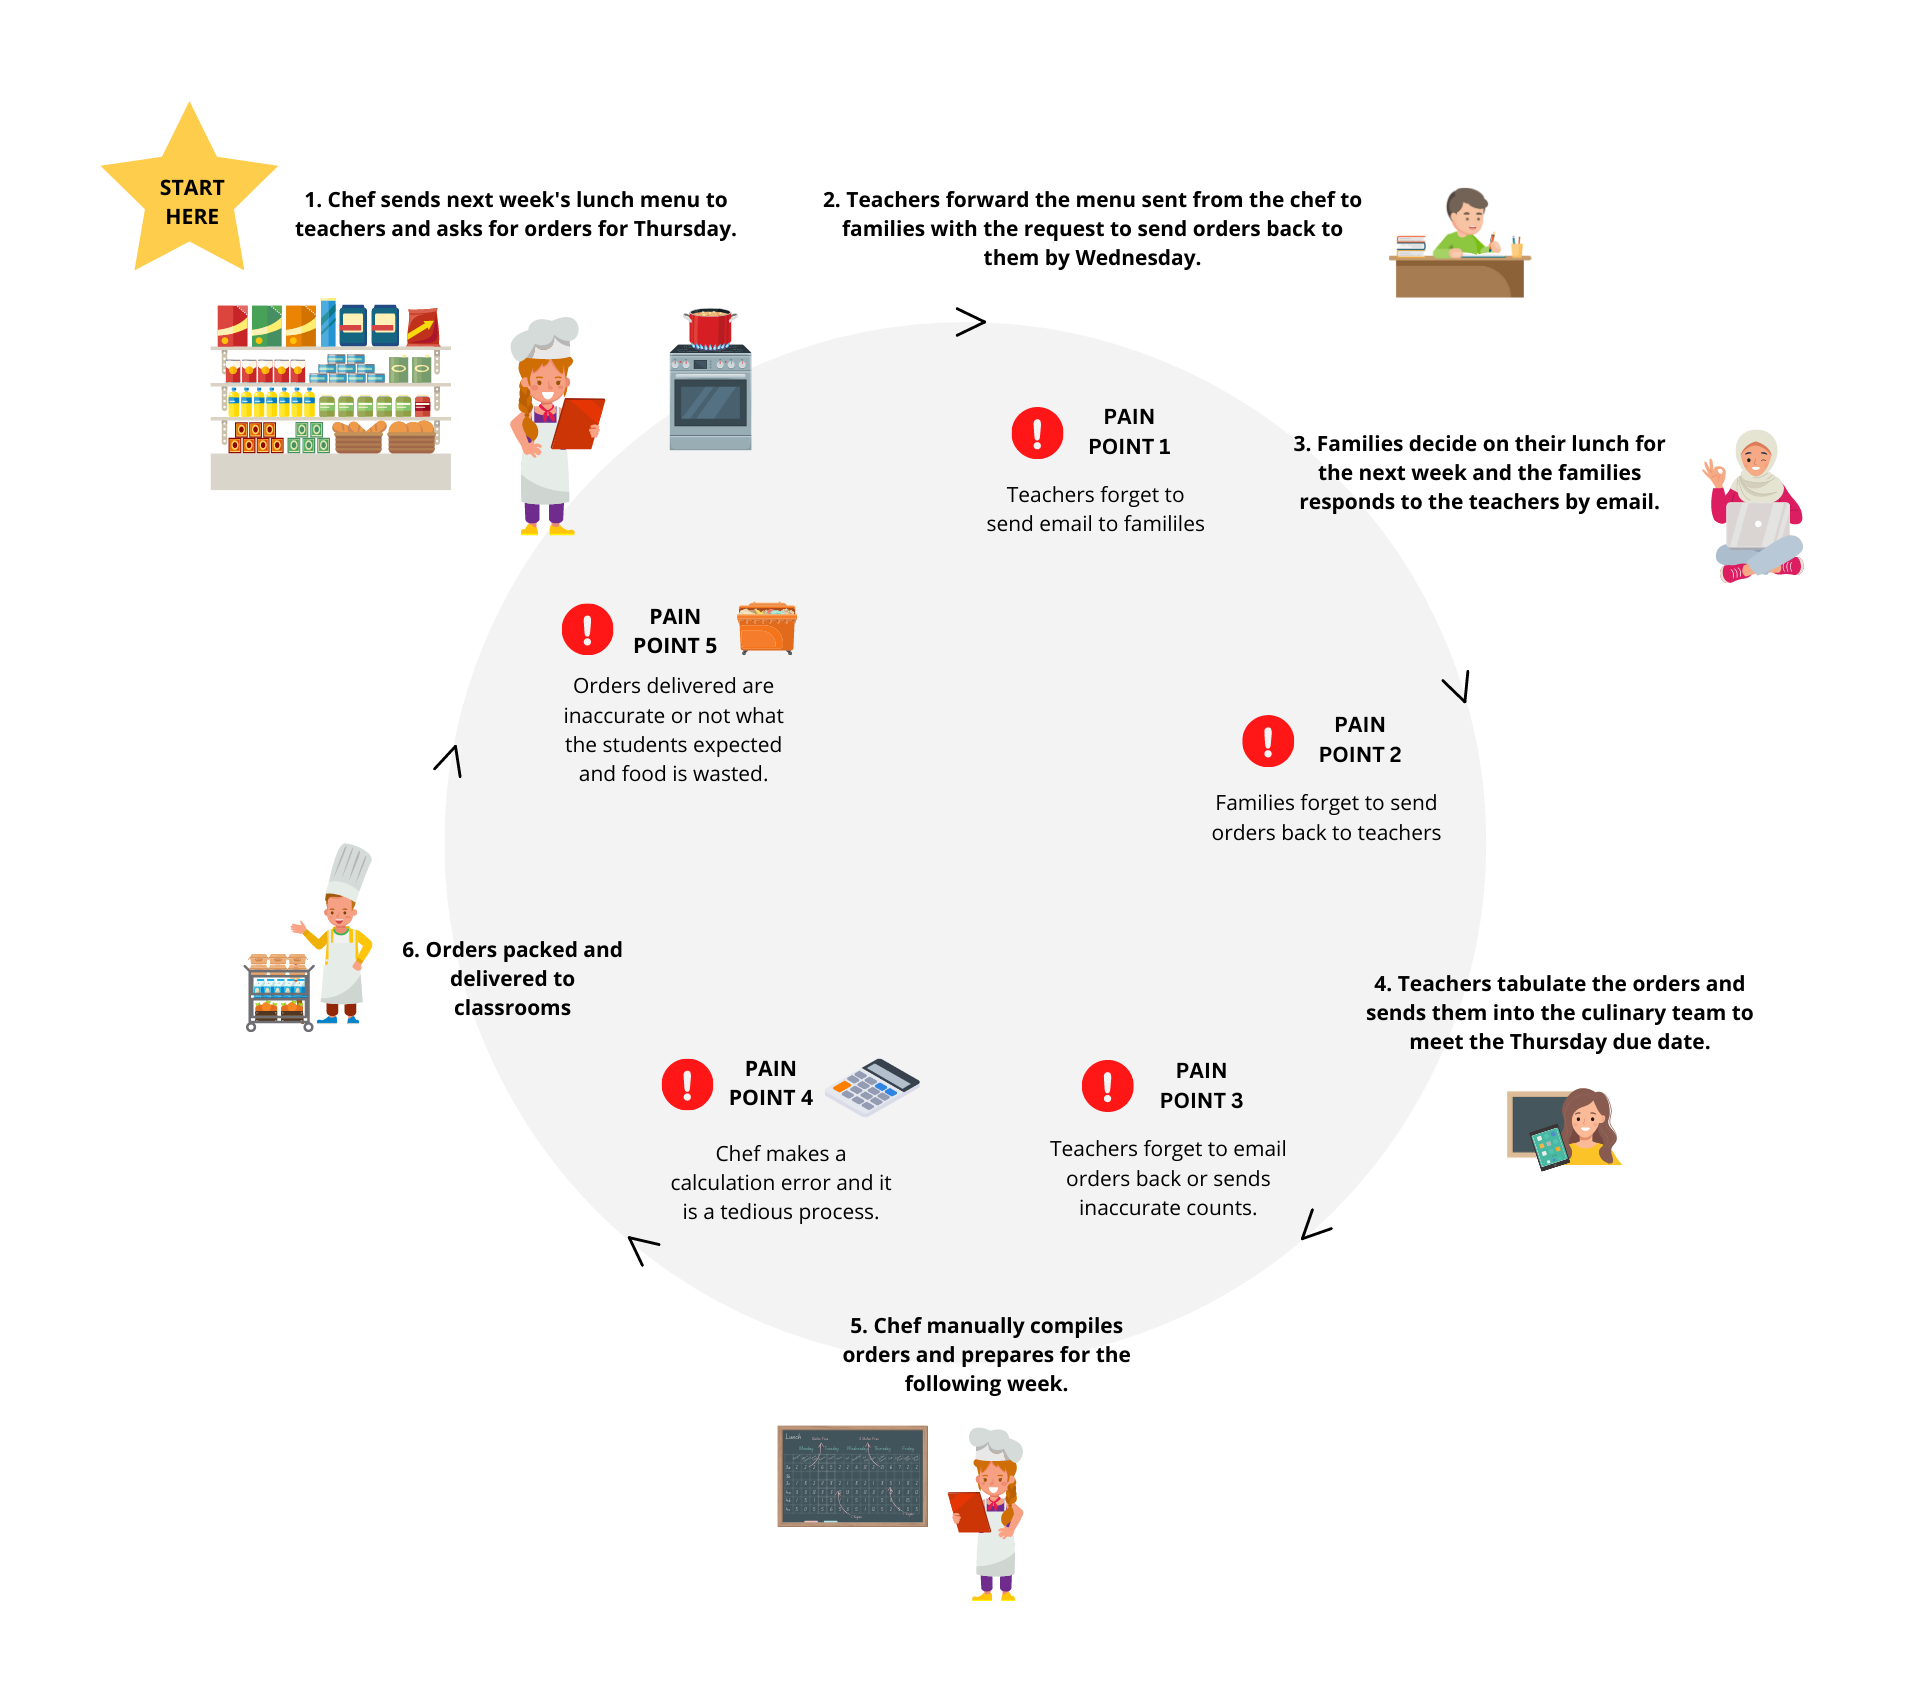 START
HERE
1. Chef sends next week's lunch menu to
teachers and asks for orders for Thursday.
2. Teachers forward the menu sent from the chef to
families with the request to send orders back to
them by Wednesday.
PAIN
POINT 1
Teachers forget to
send email to famililes
3. Families decide on their lunch for
the next week and the families
responds to the teachers by email.
PAIN
POINT 2
Families forget to send
orders back to teachers
4. Teachers tabulate the orders and
sends them into the culinary team to
meet the Thursday due date.
PAIN
POINT 3
Teachers forget to email
orders back or sends
inaccurate counts.
5. Chef manually compiles
orders and prepares for the
following week.
Lunch
Monday Tuesday Wednesday Thursday Friday
PAIN
POINT 4
Chef makes a
calculation error and it
is a tedious process.
6. Orders packed and
delivered to
classrooms
PAIN
POINT 5
Orders delivered are
inaccurate or not what
the students expected
and food is wasted.